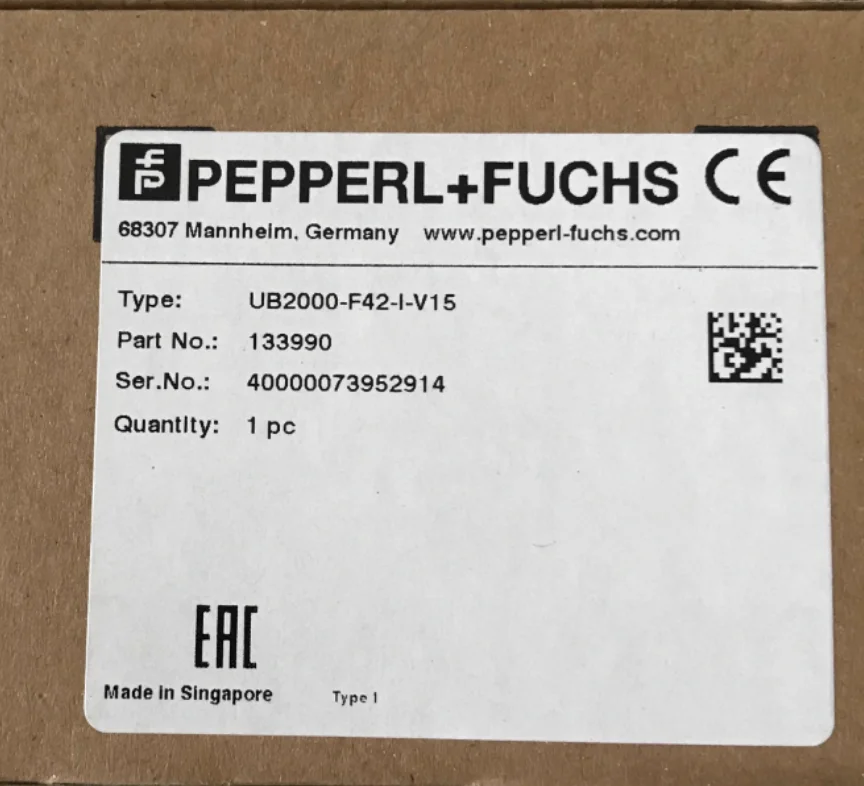 PEPPERL+FUCHS CE
68307 Mannheim, Germany www.pepperl-fuchs.com
Type: UB2000-F42-I-V15
Part No.: 133990
Ser.No.: 40000073952914
Quantity: 1 pc
EAC
Made in Singapore Type 1